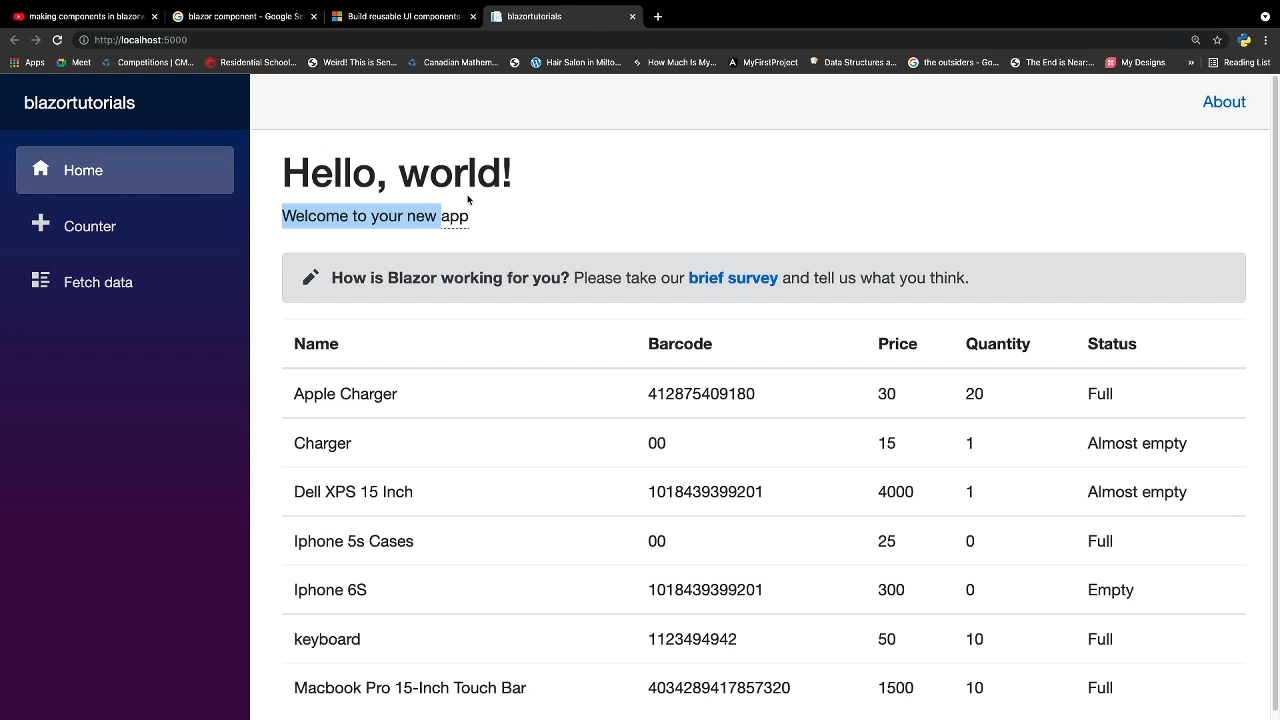 making components in blazorw
blazor component - Google Se
Build reusable UI components
blazortutorials
http://localhost:5000
Apps
Meet
Competitions | CM...
Residential School...
Weird! This is Sen...
Canadian Mathem...
Hair Salon in Milto...
How Much Is My...
MyFirstProject
Data Structures a...
the outsiders - Go...
The End is Near:...
My Designs
»
Reading List
blazortutorials
About
Home
Counter
Fetch data
Hello, world!
Welcome to your new app
How is Blazor working for you? Please take our brief survey and tell us what you think.
Name Barcode Price Quantity Status
Apple Charger 412875409180 30 20 Full
Charger 00 15 1 Almost empty
Dell XPS 15 Inch 1018439399201 4000 1 Almost empty
Iphone 5s Cases 00 25 0 Full
Iphone 6S 1018439399201 300 0 Empty
keyboard 1123494942 50 10 Full
Macbook Pro 15-Inch Touch Bar 4034289417857320 1500 10 Full